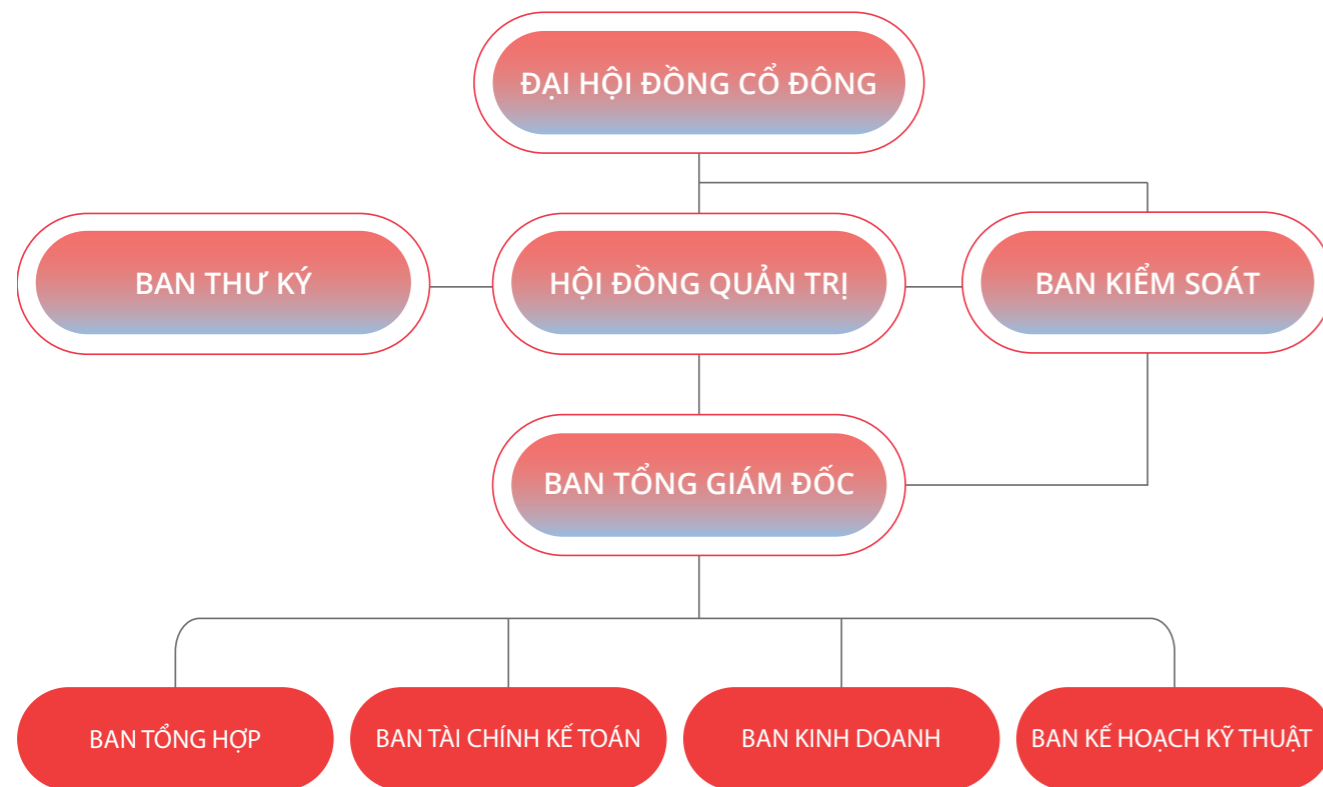 ĐẠI HỘI ĐỒNG CỔ ĐÔNG
BAN THƯ KÝ
HỘI ĐỒNG QUẢN TRỊ
BAN KIỂM SOÁT
BAN TỔNG GIÁM ĐỐC
BAN TỔNG HỢP
BAN TÀI CHÍNH KẾ TOÁN
BAN KINH DOANH
BAN KẾ HOẠCH KỸ THUẬT